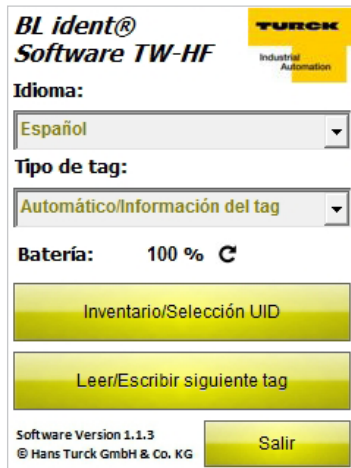 BL ident®
Software TW-HF
TURCK
Industrial
Automation
Idioma:
Español
Tipo de tag:
Automático/Información del tag
Batería: 100 %
Inventario/Selección UID
Leer/Escribir siguiente tag
Software Version 1.1.3
© Hans Turck GmbH & Co. KG
Salir